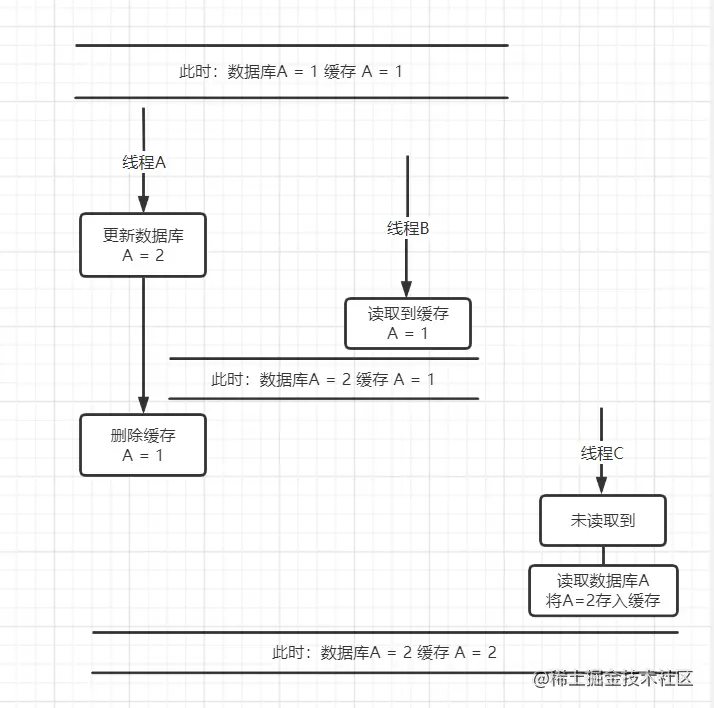 此时：数据库A = 1 缓存 A = 1
线程A
更新数据库
A = 2
线程B
读取到缓存
A = 1
此时：数据库A = 2 缓存 A = 1
删除缓存
A = 1
线程C
未读取到
读取数据库A
将A=2存入缓存
此时：数据库A = 2 缓存 A = 2
@稀土掘金技术社区